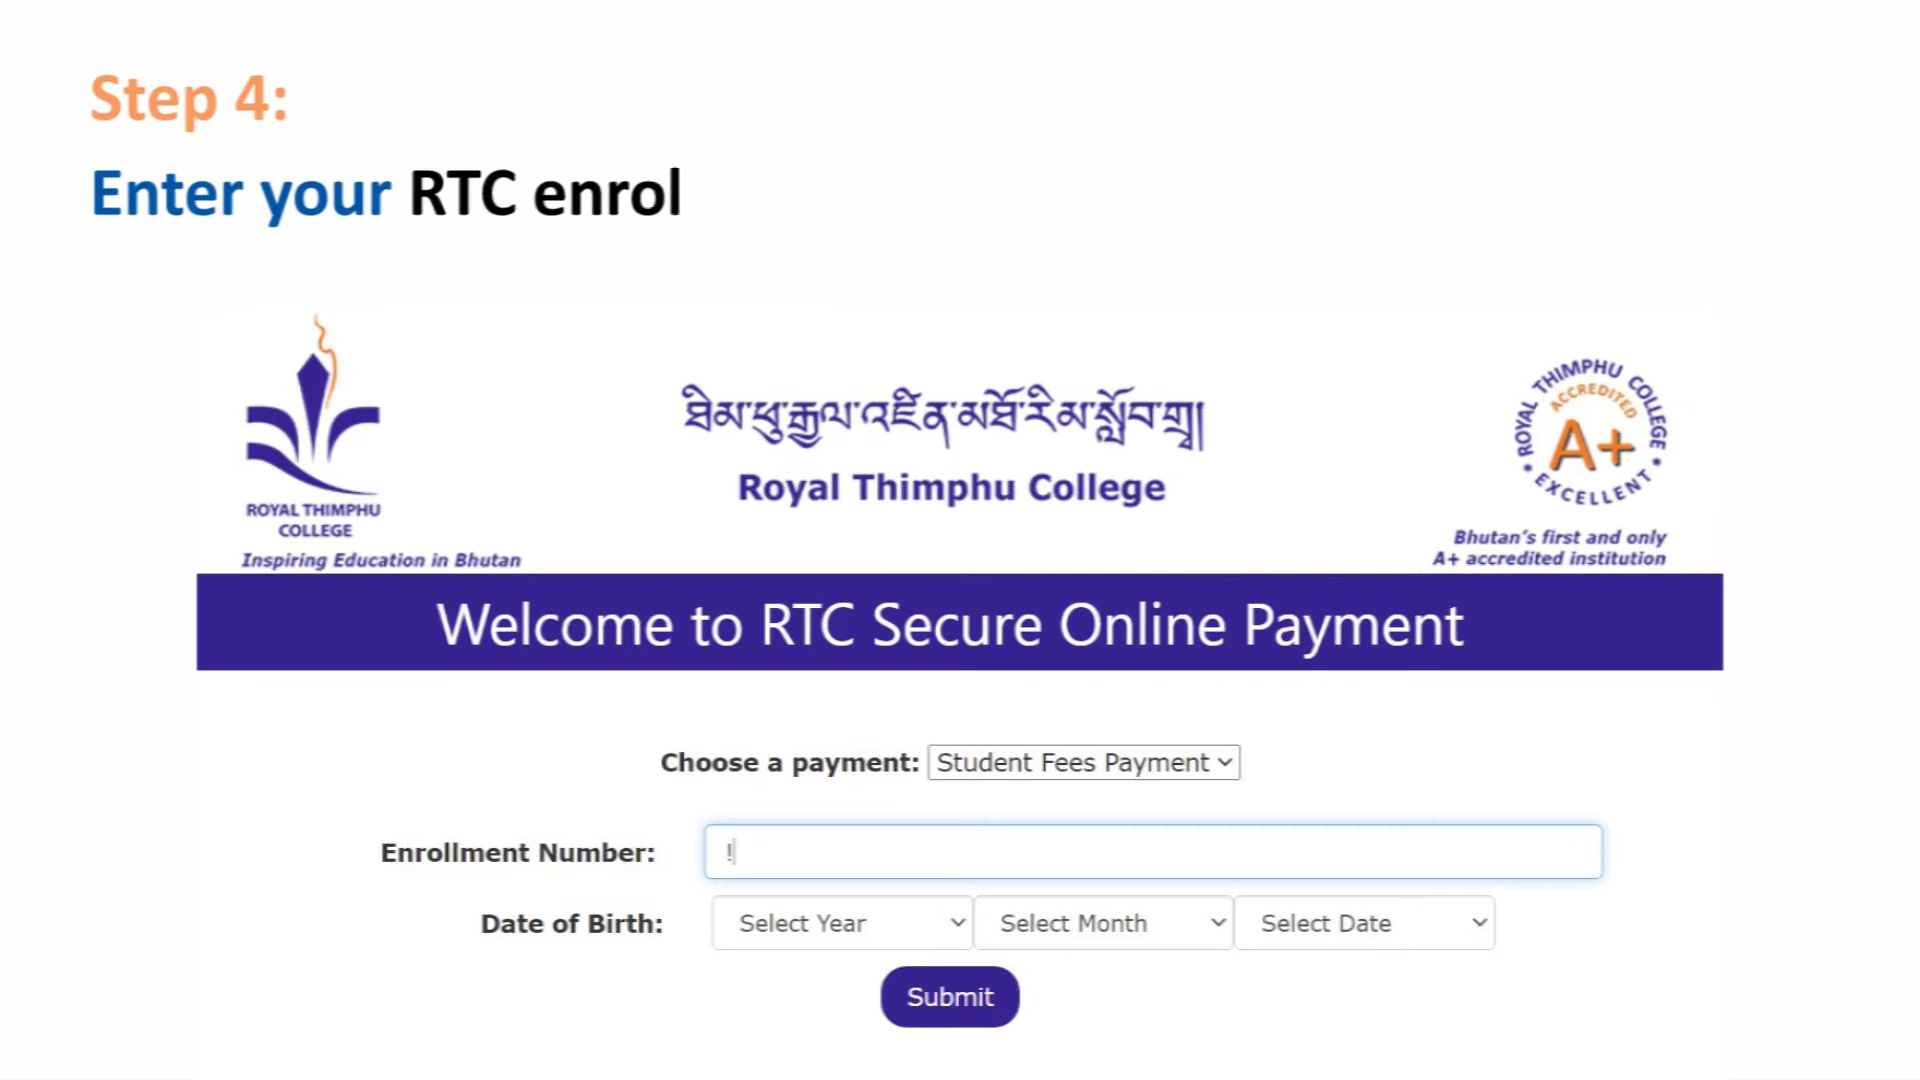 Step 4:
Enter your RTC enrol
ROYAL THIMPHU
COLLEGE
Inspiring Education in Bhutan
ཐིམ་ཕུ་རྒྱལ་འཛིན་མཐོ་རིམ་སློབ་གྲྭ།
Royal Thimphu College
ROYAL THIMPHU COLLEGE
ACCREDITED
A+
EXCELLENT
Bhutan's first and only
A+ accredited institution
Welcome to RTC Secure Online Payment
Choose a payment: Student Fees Payment
Enrollment Number: !
Date of Birth: Select Year Select Month Select Date
Submit